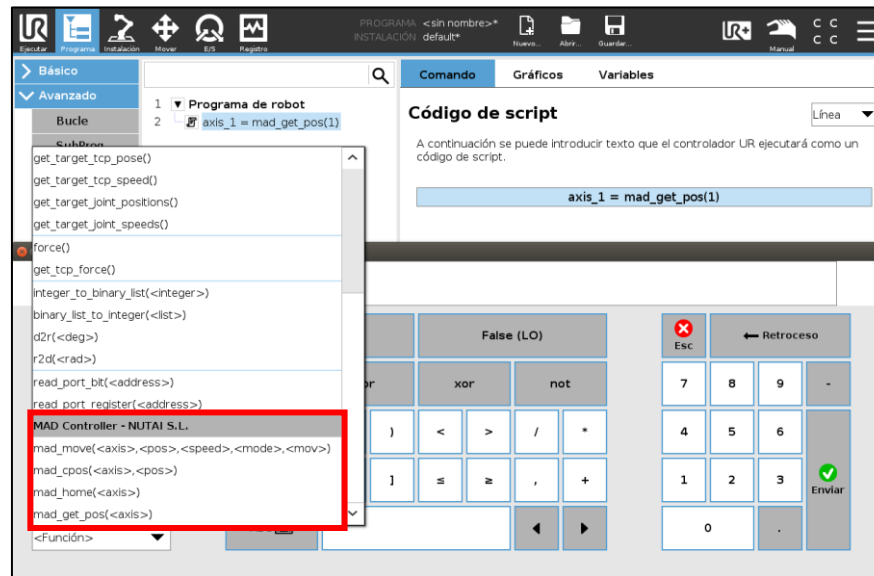 PROGRAMA <sin nombre>*
INSTALACIÓN default*
Ejecutar Programa Instalación Mover E/S Registro Nuevo... Abrir... Guardar... Manual
C C
C C
Básico
Avanzado
Bucle
SubProg
1 Programa de robot
2 axis_1 = mad_get_pos(1)
Comando Gráficos Variables
Código de script
Línea
A continuación se puede introducir texto que el controlador UR ejecutará como un
código de script.
axis_1 = mad_get_pos(1)
get_target_tcp_pose()
get_target_tcp_speed()
get_target_joint_positions()
get_target_joint_speeds()
force()
get_tcp_force()
integer_to_binary_list(<integer>)
binary_list_to_integer(<list>)
d2r(<deg>)
r2d(<rad>)
read_port_bit(<address>)
read_port_register(<address>)
MAD Controller - NUTAI S.L.
mad_move(<axis>,<pos>,<speed>,<mode>,<mov>)
mad_cpos(<axis>,<pos>)
mad_home(<axis>)
mad_get_pos(<axis>)
<Función>
False (LO)
Esc
Retroceso
xor not
7 8 9 -
) < > / *
4 5 6
] ≤ ≥ , +
1 2 3
Enviar
0 .